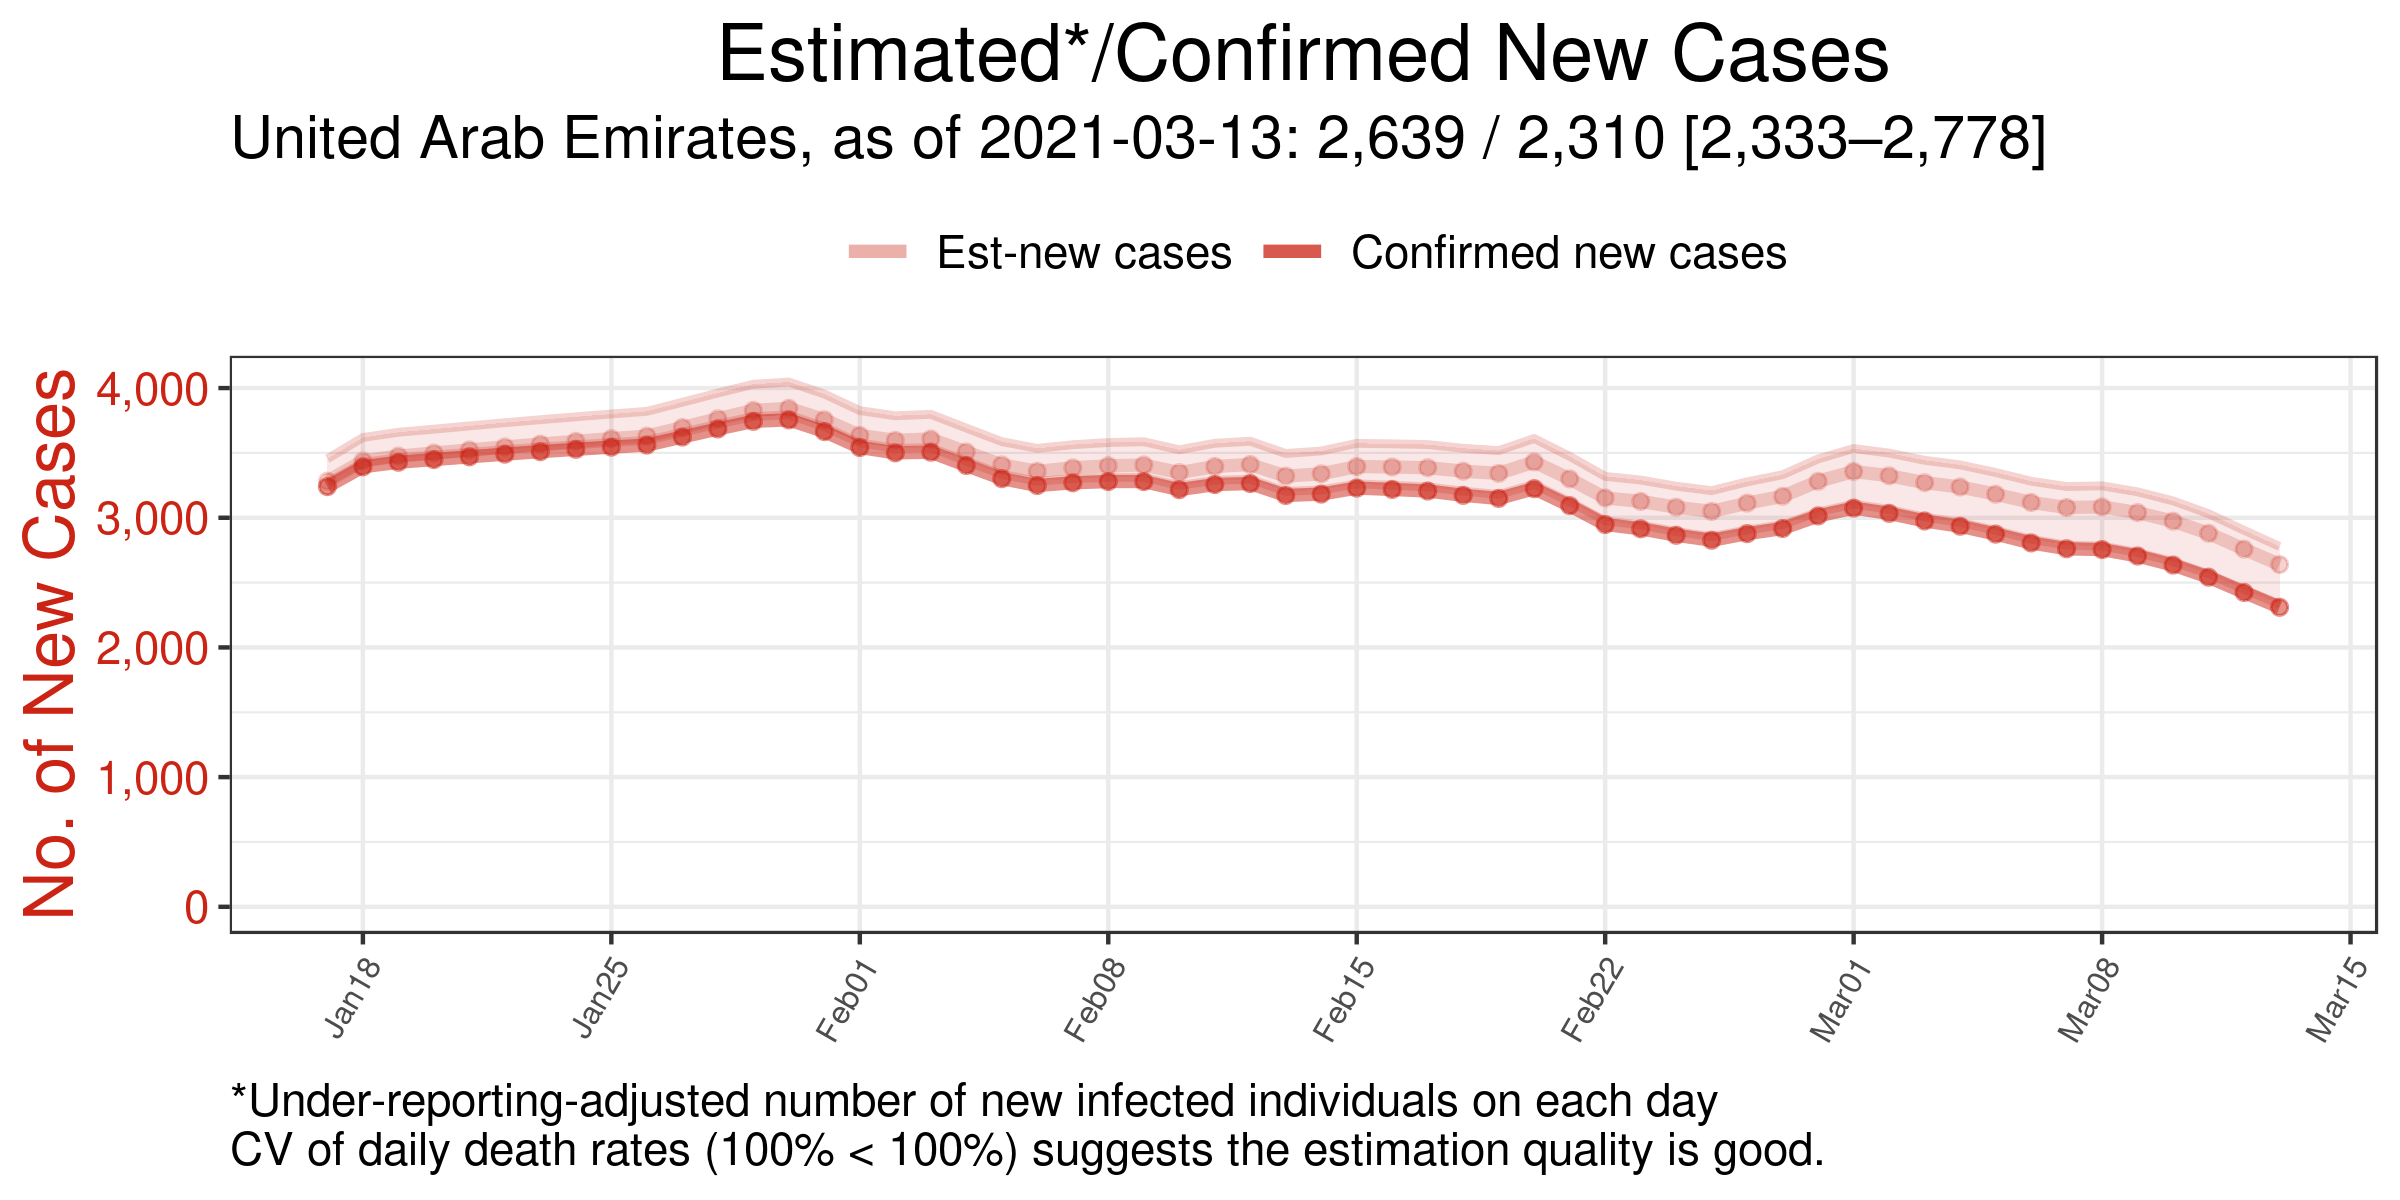 Estimated*/Confirmed New Cases
United Arab Emirates, as of 2021-03-13: 2,639 / 2,310 [2,333–2,778]
Est-new cases Confirmed new cases
No. of New Cases
4,000
3,000
2,000
1,000
0
Jan18 Jan25 Feb01 Feb08 Feb15 Feb22 Mar01 Mar08 Mar15
*Under-reporting-adjusted number of new infected individuals on each day
CV of daily death rates (100% < 100%) suggests the estimation quality is good.